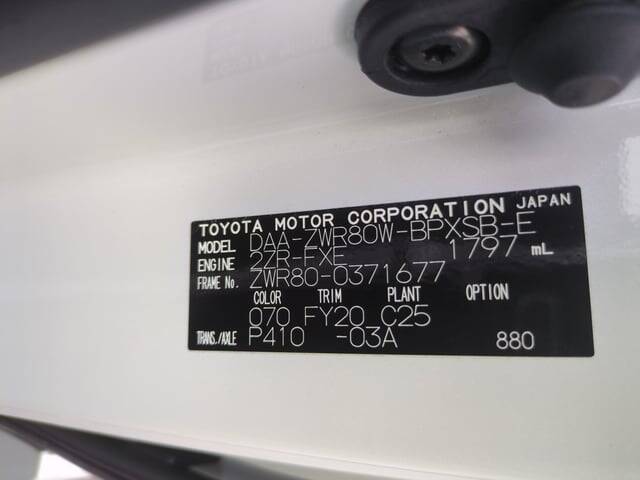 TOYOTA MOTOR CORPORATION JAPAN
MODEL DAA-ZWR80W-BPXSB-E
ENGINE 2ZR-FXE 1797 mL
FRAME No. ZWR80-0371677
COLOR TRIM PLANT OPTION
070 FY20 C25
TRANS./AXLE P410 -03A 880